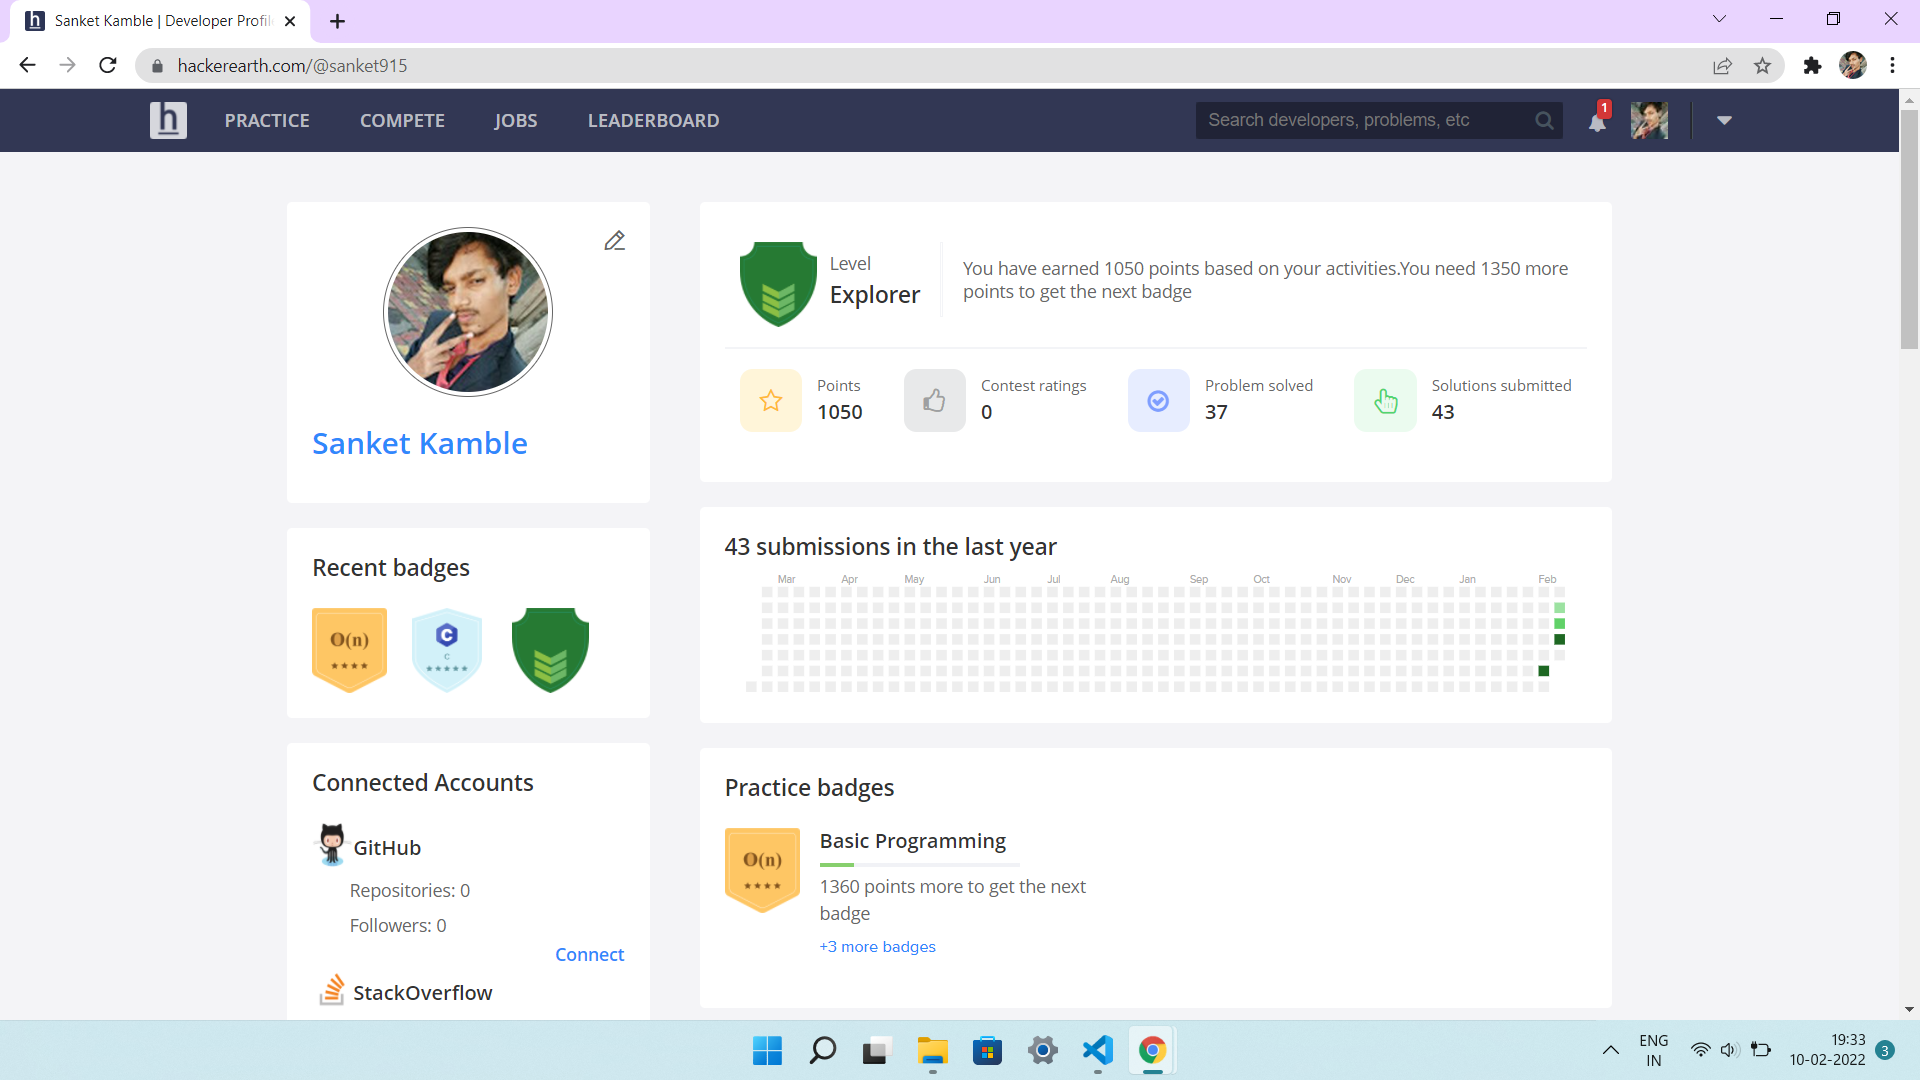 Sanket Kamble | Developer Profil
hackerearth.com/@sanket915
h PRACTICE COMPETE JOBS LEADERBOARD
Search developers, problems, etc
1
Level
Explorer
You have earned 1050 points based on your activities.You need 1350 more
points to get the next badge
Points
1050
Contest ratings
0
Problem solved
37
Solutions submitted
43
Sanket Kamble
Recent badges
O(n)
C
C
43 submissions in the last year
Mar Apr May Jun Jul Aug Sep Oct Nov Dec Jan Feb
Connected Accounts
GitHub
Repositories: 0
Followers: 0
Connect
StackOverflow
Practice badges
O(n)
Basic Programming
1360 points more to get the next
badge
+3 more badges
ENG
IN
19:33
10-02-2022
3